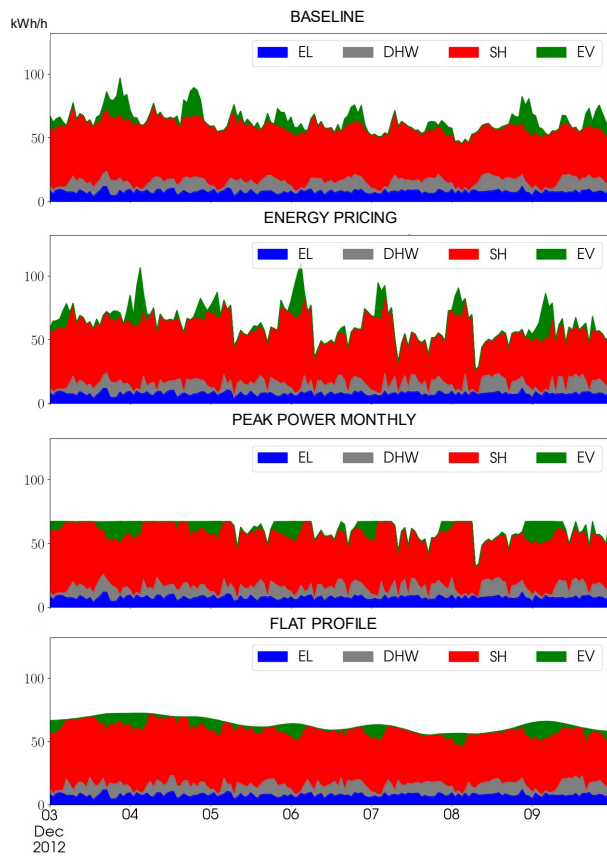 BASELINE
kWh/h
EL DHW SH EV
100
50
0
ENERGY PRICING
EL DHW SH EV
100
50
0
PEAK POWER MONTHLY
EL DHW SH EV
100
50
0
FLAT PROFILE
EL DHW SH EV
100
50
0
03 04 05 06 07 08 09
Dec
2012